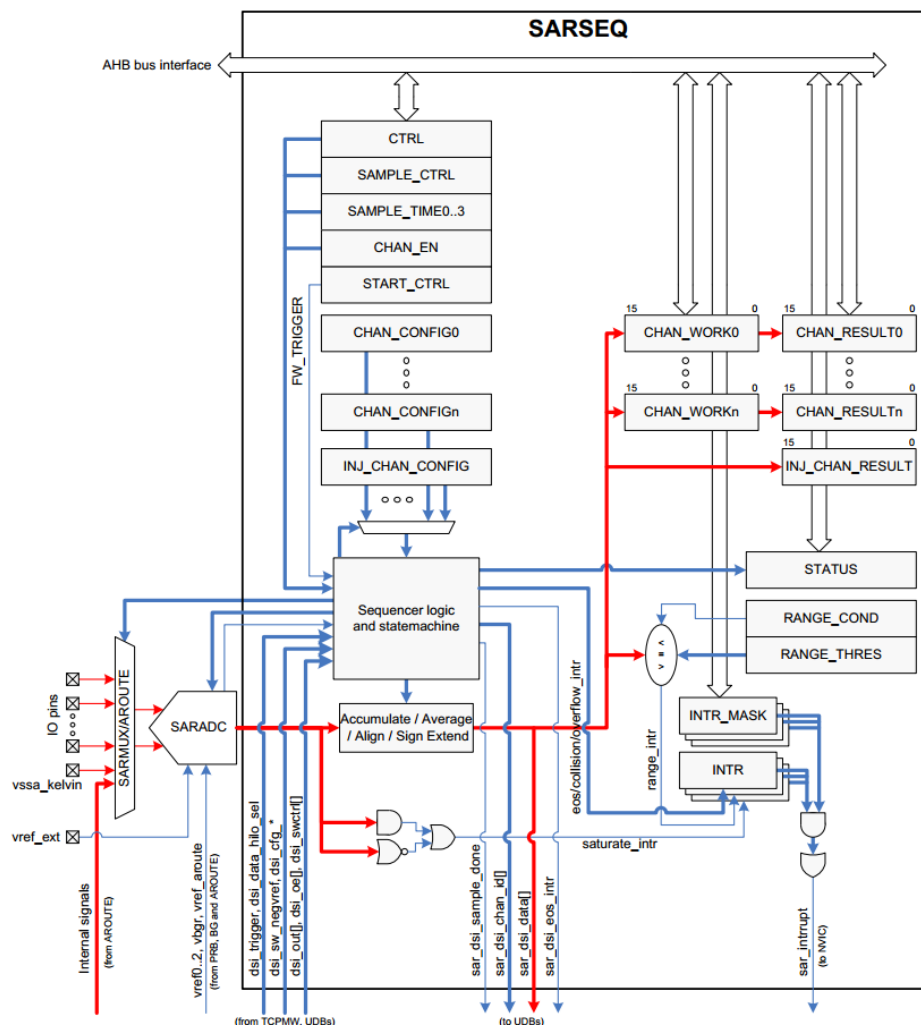 SARSEQ
AHB bus interface
CTRL
SAMPLE_CTRL
SAMPLE_TIME0..3
CHAN_EN
START_CTRL
FW_TRIGGER
CHAN_CONFIG0
CHAN_CONFIGn
INJ_CHAN_CONFIG
15
0
CHAN_WORK0
15
0
CHAN_RESULT0
15
0
CHAN_WORKn
15
0
CHAN_RESULTn
15
0
INJ_CHAN_RESULT
STATUS
RANGE_COND
RANGE_THRES
< = >
Sequencer logic
and statemachine
Accumulate / Average
/ Align / Sign Extend
SARMUX/AROUTE
SARADC
IO pins
vssa_kelvin
vref_ext
eos/collision/overflow_intr
range_intr
INTR_MASK
INTR
saturate_intr
Internal signals
(from AROUTE)
vref0..2, vbgr, vref_aroute
(from PRB, BG and AROUTE)
dsi_trigger, dsi_data_hilo_sel
dsi_sw_negvref, dsi_cfg_*
dsi_out[], dsi_oe[], dsi_swctrl[]
(from TCPMW, UDBs)
sar_dsi_sample_done
sar_dsi_chan_id[]
sar_dsi_data[]
sar_dsi_eos_intr
(to UDBs)
sar_intrrupt
(to NVIC)